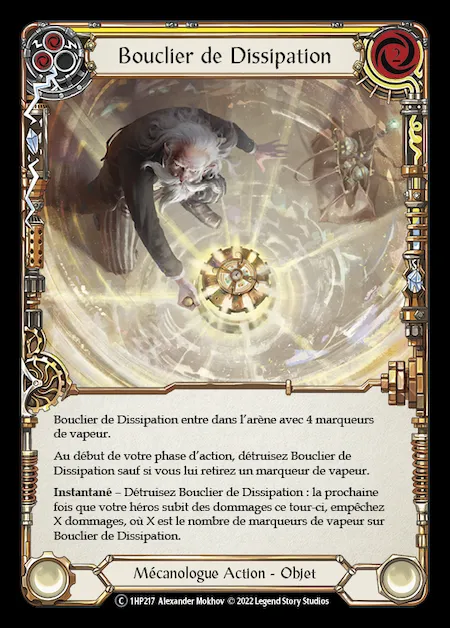 Bouclier de Dissipation
Bouclier de Dissipation entre dans l'arène avec 4 marqueurs
de vapeur.
Au début de votre phase d'action, détruisez Bouclier de
Dissipation sauf si vous lui retirez un marqueur de vapeur.
Instantané – Détruisez Bouclier de Dissipation : la prochaine
fois que votre héros subit des dommages ce tour-ci, empêchez
X dommages, où X est le nombre de marqueurs de vapeur sur
Bouclier de Dissipation.
Mécanologue Action - Objet
C 1HP217 Alexander Mokhov © 2022 Legend Story Studios